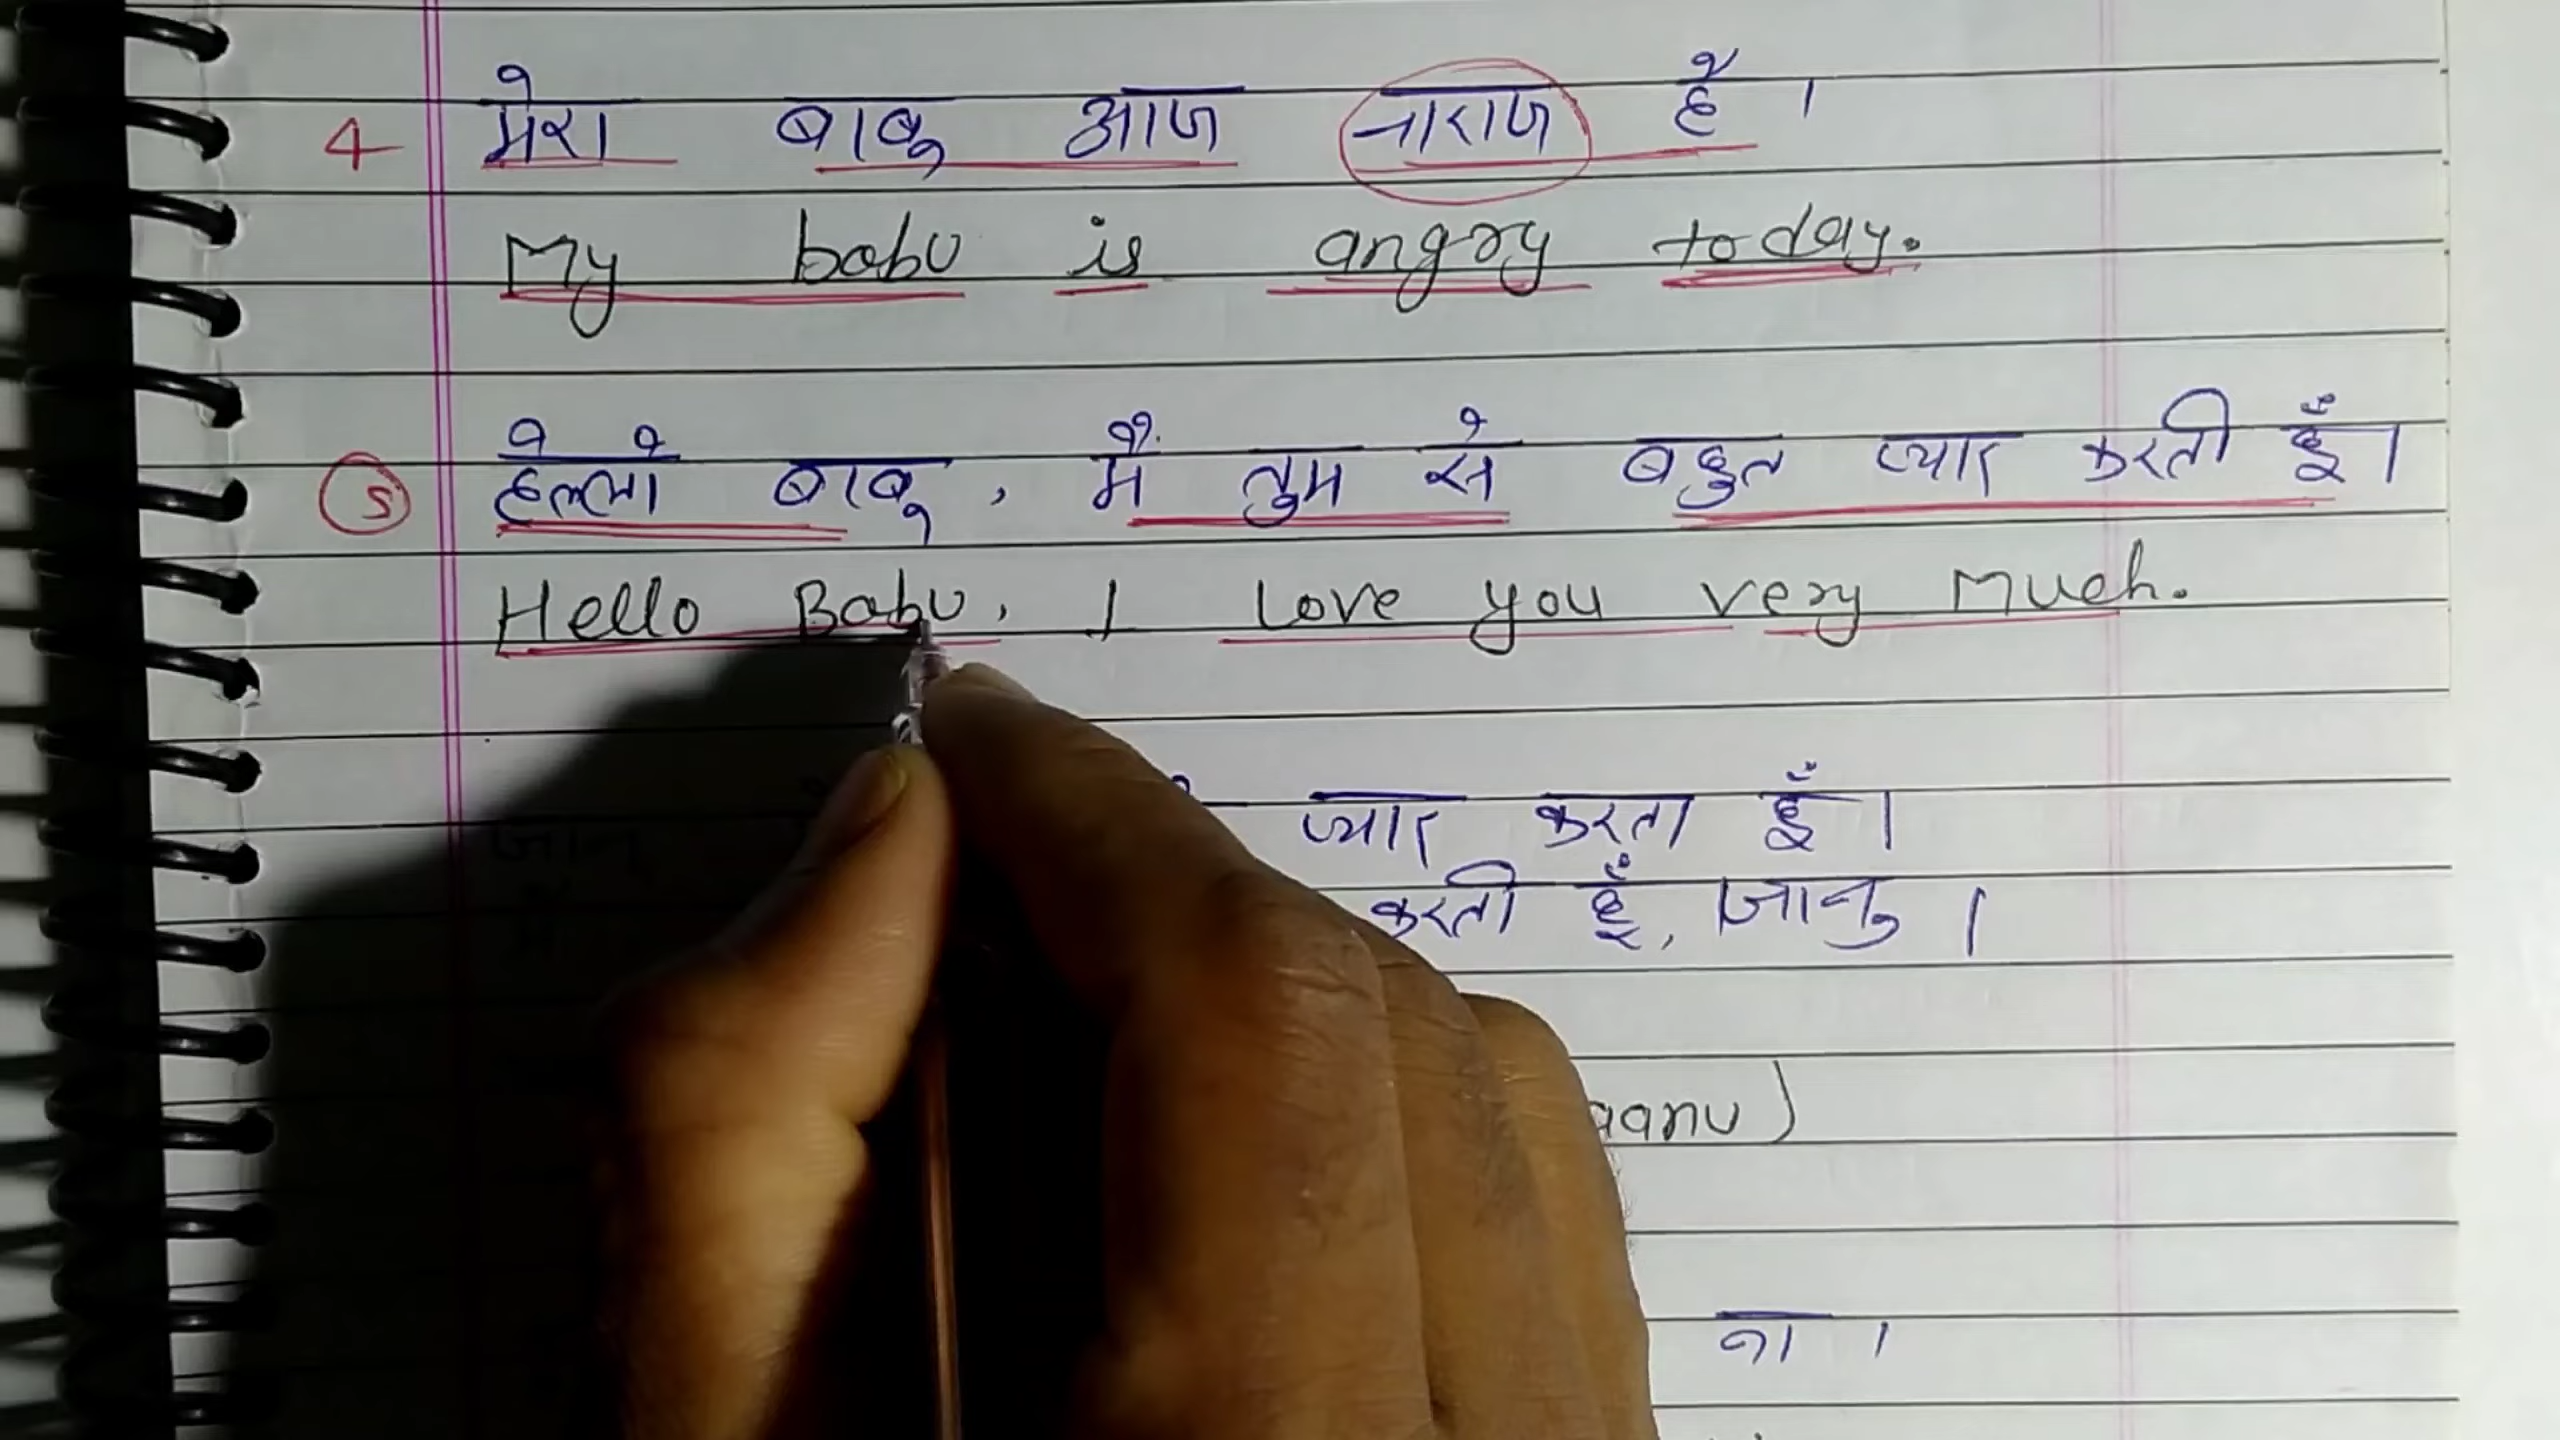 4 मेरा बाबू आज नाराज है ।
My babu is angry today.
5 हेल्लो बाबू , मैं तुम से बहुत प्यार करती हूँ ।
Hello Babu, I Love you very Much.
जानू प्यार करता हूँ ।
मैं करती हूँ, जानु ।
aanu)
ना ।